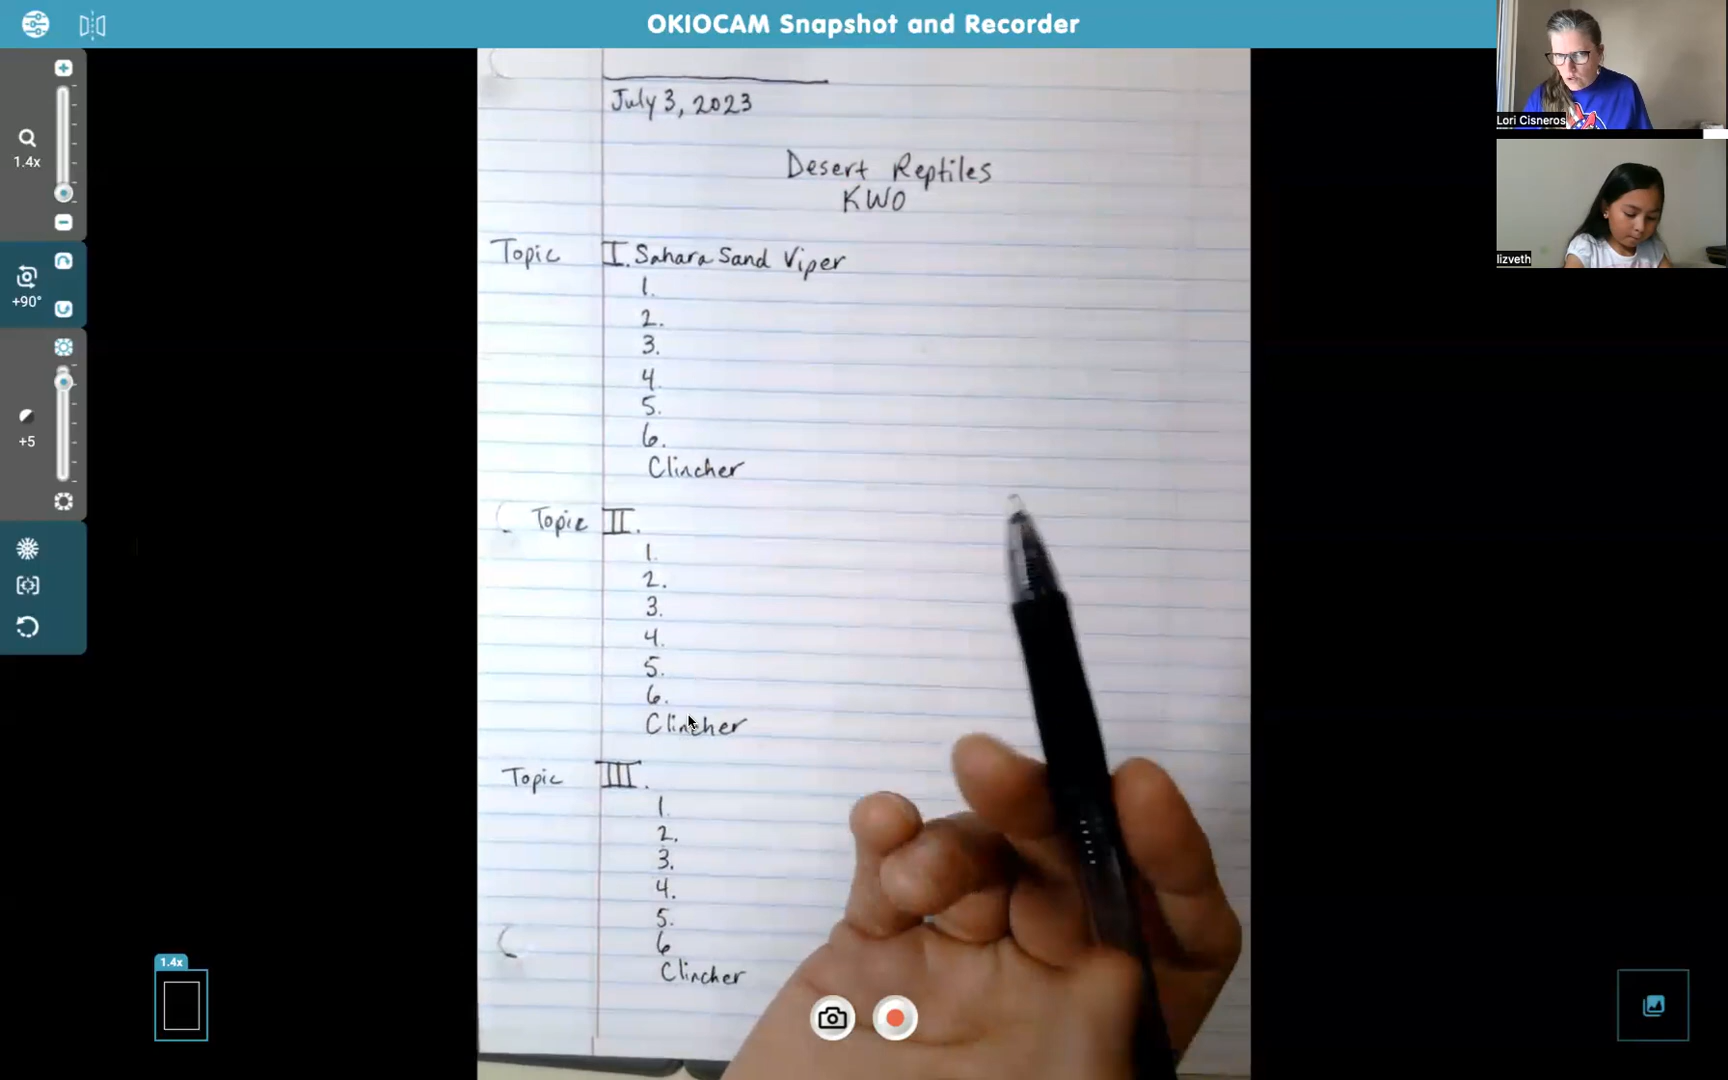 OKIOCAM Snapshot and Recorder
1.4x
+90°
+5
1.4x
Lori Cisneros
lizveth
July 3, 2023
Desert Reptiles
KWO
Topic I. Sahara Sand Viper
1.
2.
3.
4.
5.
6.
Clincher
Topic II.
1.
2.
3.
4.
5.
6.
Clincher
Topic III.
1.
2.
3.
4.
5.
6
Clincher